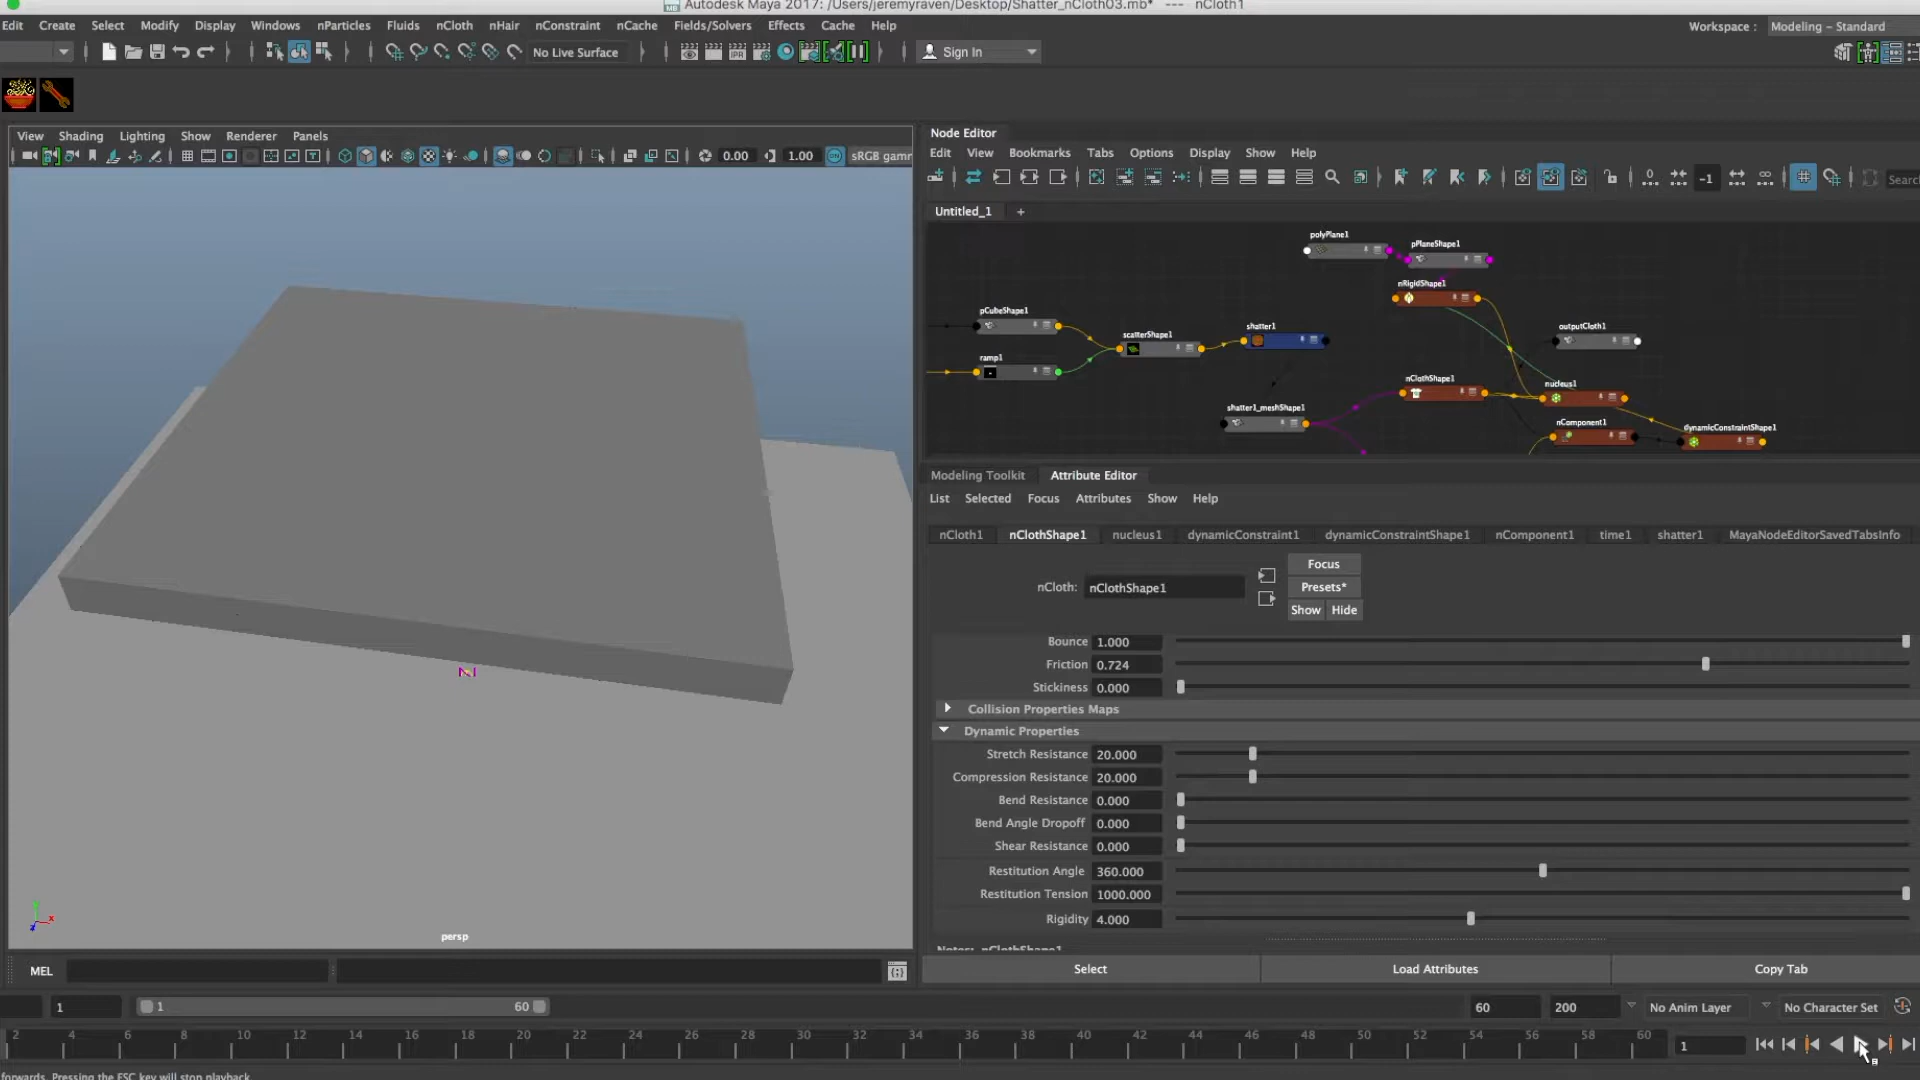 Autodesk Maya 2017: /Users/jeremyraven/Desktop/Shatter_nCloth03.mb*  ---  nCloth1
Edit Create Select Modify Display Windows nParticles Fluids nCloth nHair nConstraint nCache Fields/Solvers Effects Cache Help
Workspace : Modeling - Standard
No Live Surface
Sign In
View Shading Lighting Show Renderer Panels
0.00 1.00 sRGB gamm
Node Editor
Edit View Bookmarks Tabs Options Display Show Help
-1
Searc
Untitled_1 +
polyPlane1
pPlaneShape1
nRigidShape1
pCubeShape1
scatterShape1
shatter1
outputCloth1
ramp1
nClothShape1
nucleus1
shatter1_meshShape1
nComponent1
dynamicConstraintShape1
Modeling Toolkit Attribute Editor
List Selected Focus Attributes Show Help
nCloth1 nClothShape1 nucleus1 dynamicConstraint1 dynamicConstraintShape1 nComponent1 time1 shatter1 MayaNodeEditorSavedTabsInfo
Focus
nCloth: nClothShape1
Presets*
Show Hide
Bounce 1.000
Friction 0.724
Stickiness 0.000
Collision Properties Maps
Dynamic Properties
Stretch Resistance 20.000
Compression Resistance 20.000
Bend Resistance 0.000
Bend Angle Dropoff 0.000
Shear Resistance 0.000
Restitution Angle 360.000
Restitution Tension 1000.000
Rigidity 4.000
Notes: nClothShape1
persp
MEL
Select Load Attributes Copy Tab
1 1 60 60 200 No Anim Layer No Character Set
2 4 6 8 10 12 14 16 18 20 22 24 26 28 30 32 34 36 38 40 42 44 46 48 50 52 54 56 58 60
1
forwards. Pressing the ESC key will stop playback